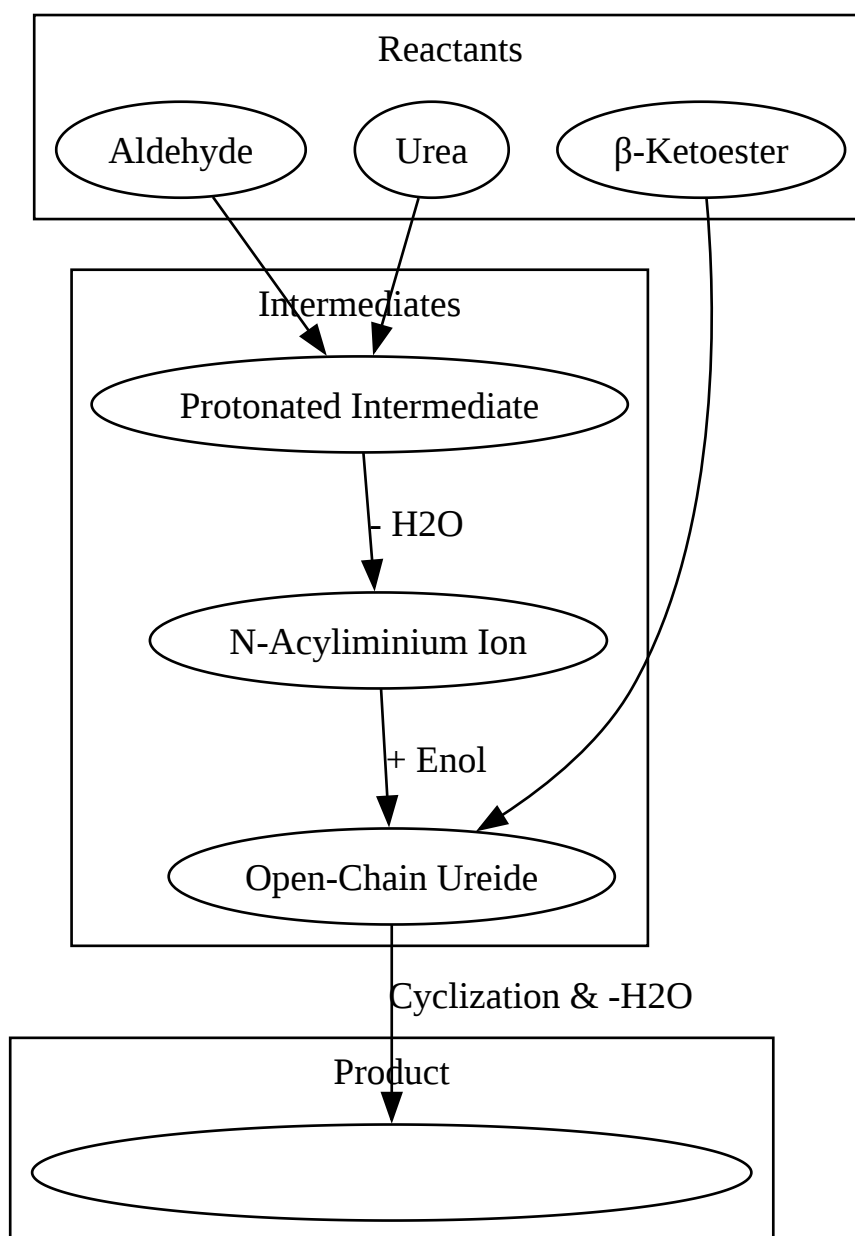 Reactants
Aldehyde
Urea
β-Ketoester
Intermediates
Protonated Intermediate
- H2O
N-Acyliminium Ion
+ Enol
Open-Chain Ureide
Cyclization & -H2O
Product